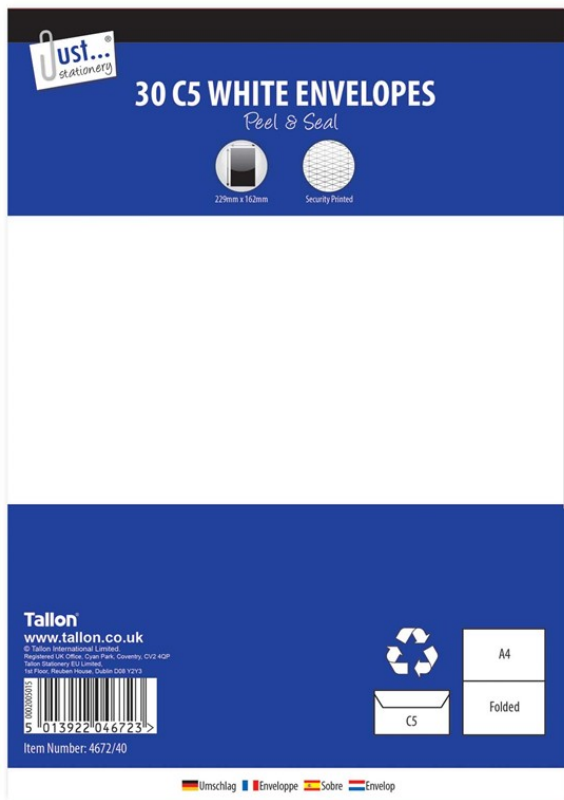 Just...®
stationery
30 C5 WHITE ENVELOPES
Peel & Seal
229mm x 162mm
Security Printed
Tallon®
www.tallon.co.uk
© Tallon International Limited.
Registered UK Office, Cyan Park, Coventry, CV2 4QP
Tallon Stationery EU Limited,
1st Floor, Reuben House, Dublin D08 Y2Y3
0002005015
5 013922 046723 >
Item Number: 4672/40
A4
Folded
C5
Umschlag Enveloppe Sobre Envelop